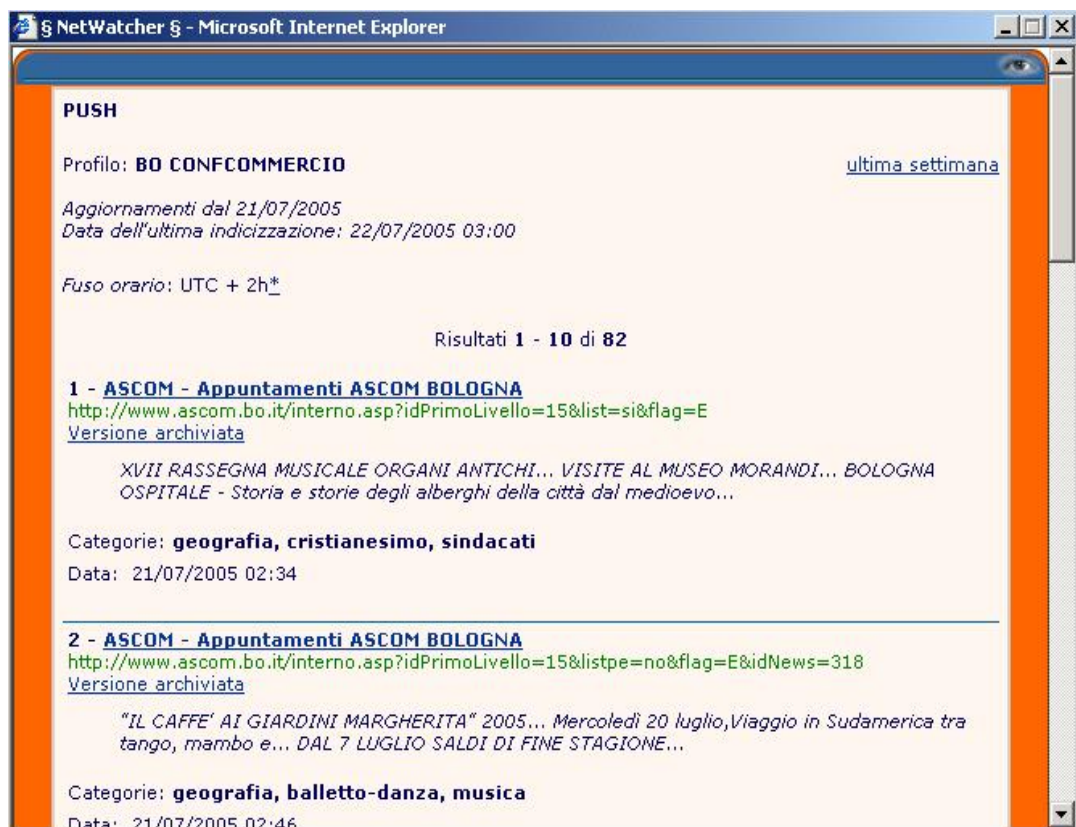 § NetWatcher § - Microsoft Internet Explorer
PUSH
Profilo: BO CONFCOMMERCIO
ultima settimana
Aggiornamenti dal 21/07/2005
Data dell'ultima indicizzazione: 22/07/2005 03:00
Fuso orario: UTC + 2h*
Risultati 1 - 10 di 82
1 - ASCOM - Appuntamenti ASCOM BOLOGNA
http://www.ascom.bo.it/interno.asp?idPrimoLivello=15&list=si&flag=E
Versione archiviata
XVII RASSEGNA MUSICALE ORGANI ANTICHI... VISITE AL MUSEO MORANDI... BOLOGNA
OSPITALE - Storia e storie degli alberghi della città dal medioevo...
Categorie: geografia, cristianesimo, sindacati
Data: 21/07/2005 02:34
2 - ASCOM - Appuntamenti ASCOM BOLOGNA
http://www.ascom.bo.it/interno.asp?idPrimoLivello=15&listpe=no&flag=E&idNews=318
Versione archiviata
"IL CAFFE' AI GIARDINI MARGHERITA" 2005... Mercoledì 20 luglio,Viaggio in Sudamerica tra
tango, mambo e... DAL 7 LUGLIO SALDI DI FINE STAGIONE...
Categorie: geografia, balletto-danza, musica
Data: 21/07/2005 02:46